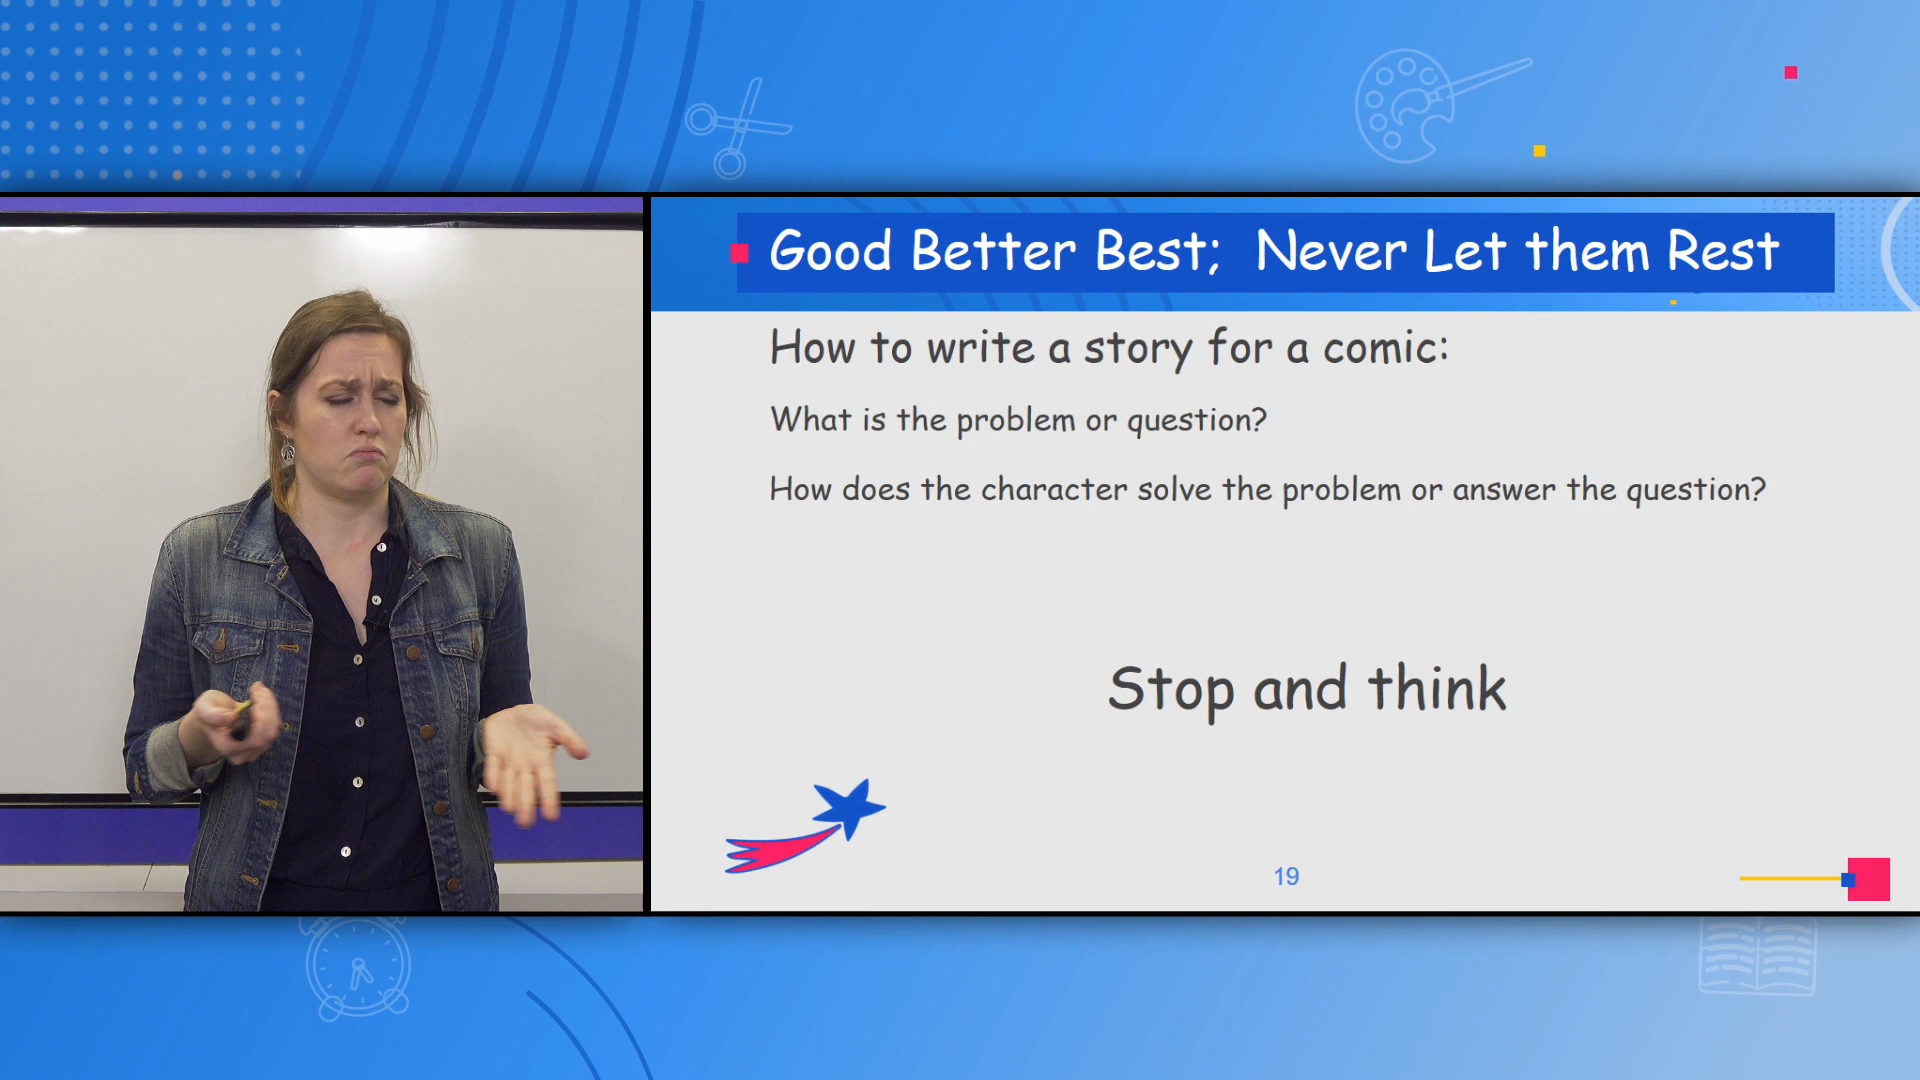 Good Better Best; Never Let them Rest
How to write a story for a comic:
What is the problem or question?
How does the character solve the problem or answer the question?
Stop and think
19